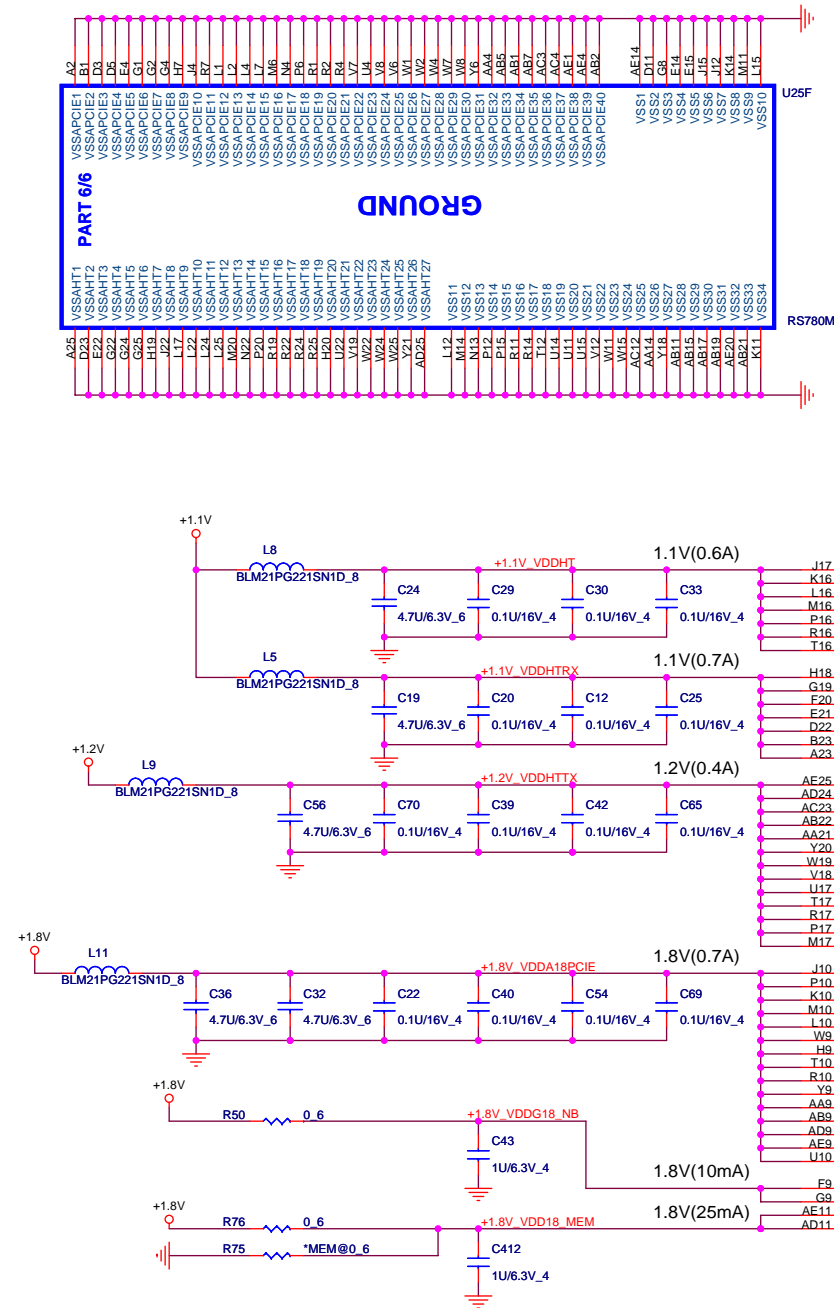 A2 B1 D3 D5 E4 G1 G2 G4 H7 J4 R7 L1 L2 L4 L7 M6 N4 P6 R1 R2 R4 V7 U4 V8 V6 W1 W2 W4 W7 W8 Y6 AA4 AB5 AB1 AB7 AC3 AC4 AE1 AE4 AB2
AE14 D11 G8 E14 E15 J15 J12 K14 M11 L15
U25F
VSSAPCIE1 VSSAPCIE2 VSSAPCIE3 VSSAPCIE4 VSSAPCIE5 VSSAPCIE6 VSSAPCIE7 VSSAPCIE8 VSSAPCIE9 VSSAPCIE10 VSSAPCIE11 VSSAPCIE12 VSSAPCIE13 VSSAPCIE14 VSSAPCIE15 VSSAPCIE16 VSSAPCIE17 VSSAPCIE18 VSSAPCIE19 VSSAPCIE20 VSSAPCIE21 VSSAPCIE22 VSSAPCIE23 VSSAPCIE24 VSSAPCIE25 VSSAPCIE26 VSSAPCIE27 VSSAPCIE28 VSSAPCIE29 VSSAPCIE30 VSSAPCIE31 VSSAPCIE32 VSSAPCIE33 VSSAPCIE34 VSSAPCIE35 VSSAPCIE36 VSSAPCIE37 VSSAPCIE38 VSSAPCIE39 VSSAPCIE40
VSS1 VSS2 VSS3 VSS4 VSS5 VSS6 VSS7 VSS8 VSS9 VSS10
PART 6/6
GROUND
VSSAHT1 VSSAHT2 VSSAHT3 VSSAHT4 VSSAHT5 VSSAHT6 VSSAHT7 VSSAHT8 VSSAHT9 VSSAHT10 VSSAHT11 VSSAHT12 VSSAHT13 VSSAHT14 VSSAHT15 VSSAHT16 VSSAHT17 VSSAHT18 VSSAHT19 VSSAHT20 VSSAHT21 VSSAHT22 VSSAHT23 VSSAHT24 VSSAHT25 VSSAHT26 VSSAHT27
VSS11 VSS12 VSS13 VSS14 VSS15 VSS16 VSS17 VSS18 VSS19 VSS20 VSS21 VSS22 VSS23 VSS24 VSS25 VSS26 VSS27 VSS28 VSS29 VSS30 VSS31 VSS32 VSS33 VSS34
RS780M
A25 D23 E22 G22 G24 G25 H19 J22 L17 L22 L24 L25 M20 N22 P20 R19 R22 R24 R25 H20 U22 V19 W22 W24 W25 Y21 AD25
L12 M14 N13 P12 P15 R11 R14 T12 U14 U11 U15 V12 W11 W15 AC12 AA14 Y18 AB11 AB15 AB17 AB19 AE20 AB21 K11
+1.1V
L8
BLM21PG221SN1D_8
+1.1V_VDDHT
1.1V(0.6A)
C24
4.7U/6.3V_6
C29
0.1U/16V_4
C30
0.1U/16V_4
C33
0.1U/16V_4
J17
K16
L16
M16
P16
R16
T16
L5
BLM21PG221SN1D_8
+1.1V_VDDHTRX
1.1V(0.7A)
C19
4.7U/6.3V_6
C20
0.1U/16V_4
C12
0.1U/16V_4
C25
0.1U/16V_4
H18
G19
F20
E21
D22
B23
A23
+1.2V
L9
BLM21PG221SN1D_8
+1.2V_VDDHTTX
1.2V(0.4A)
C56
4.7U/6.3V_6
C70
0.1U/16V_4
C39
0.1U/16V_4
C42
0.1U/16V_4
C65
0.1U/16V_4
AE25
AD24
AC23
AB22
AA21
Y20
W19
V18
U17
T17
R17
P17
M17
+1.8V
L11
BLM21PG221SN1D_8
+1.8V_VDDA18PCIE
1.8V(0.7A)
C36
4.7U/6.3V_6
C32
4.7U/6.3V_6
C22
0.1U/16V_4
C40
0.1U/16V_4
C54
0.1U/16V_4
C69
0.1U/16V_4
J10
P10
K10
M10
L10
W9
H9
T10
R10
Y9
AA9
AB9
AD9
AE9
U10
+1.8V
R50
0_6
+1.8V_VDDG18_NB
C43
1U/6.3V_4
1.8V(10mA)
F9
G9
+1.8V
R76
0_6
+1.8V_VDD18_MEM
1.8V(25mA)
AE11
AD11
R75
*MEM@0_6
C412
1U/6.3V_4